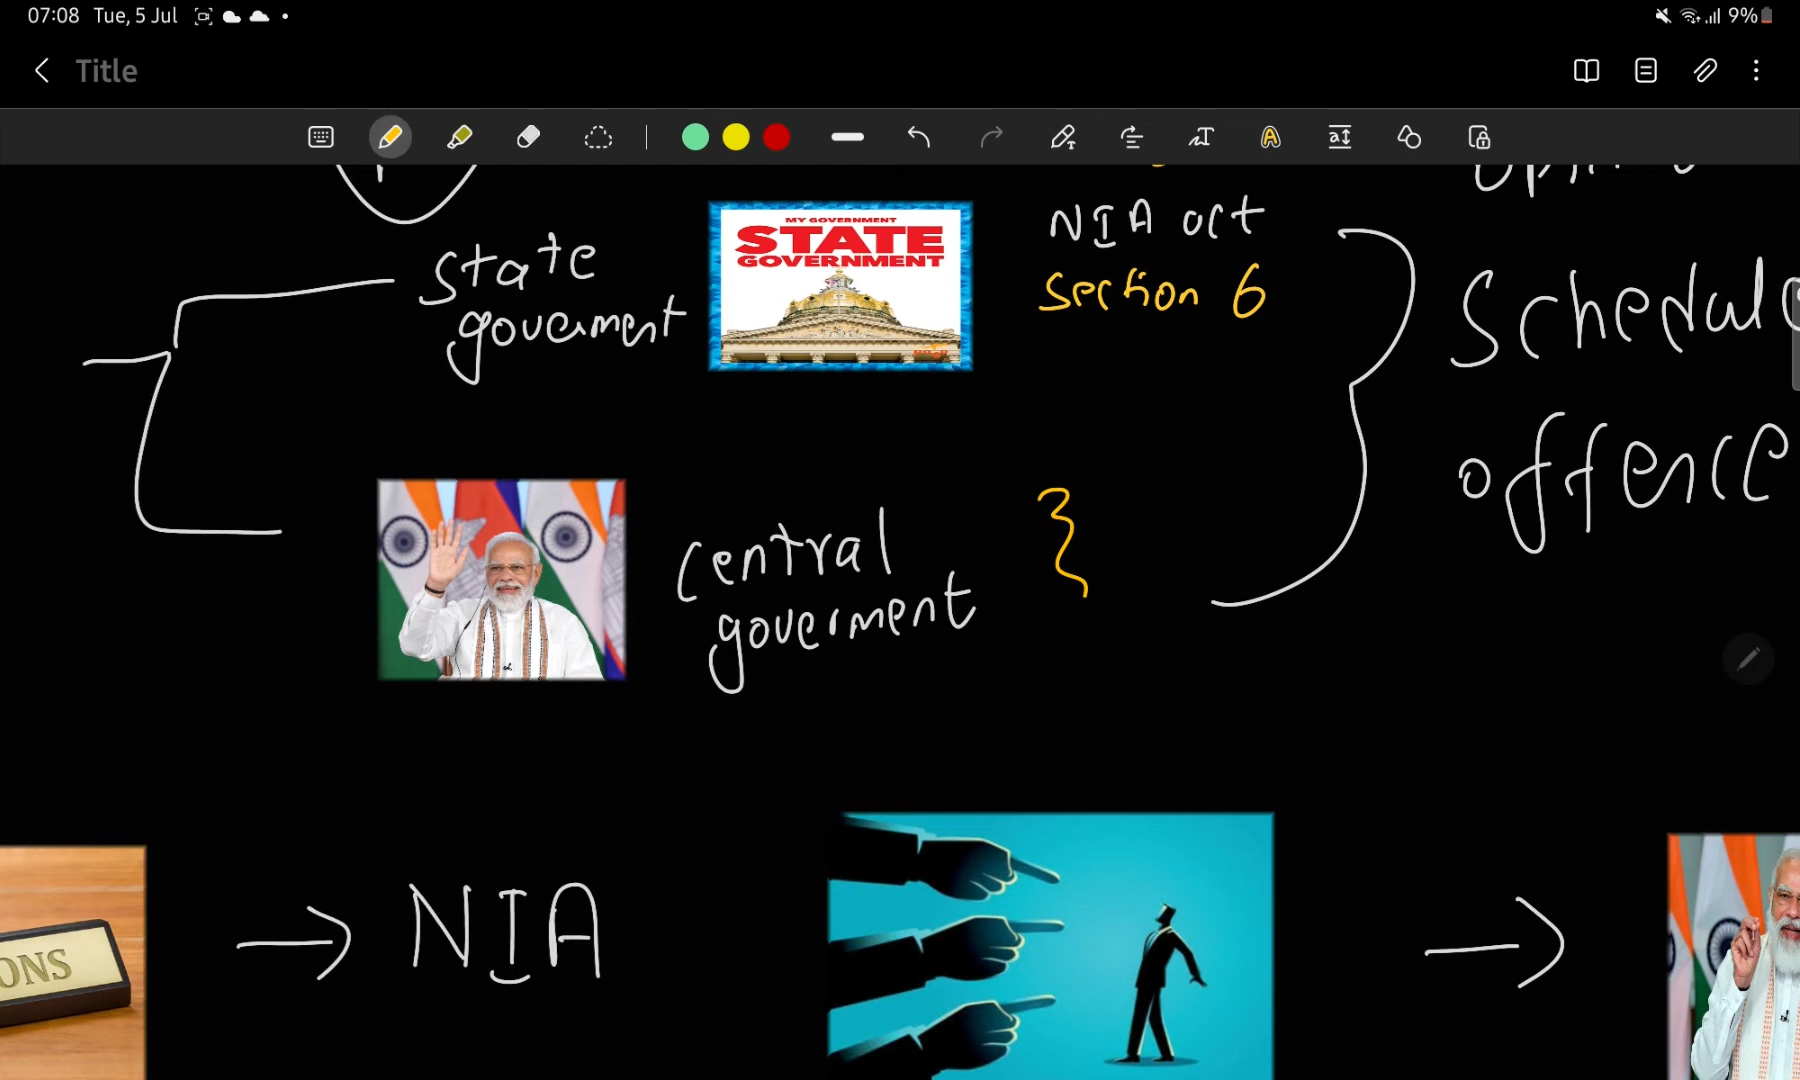 07:08 Tue, 5 Jul
9%
Title
NIA act
Section 6
State
goverment
MY GOVERNMENT
STATE
GOVERNMENT
Schedule
offence
Central
goverment
ONS
NIA